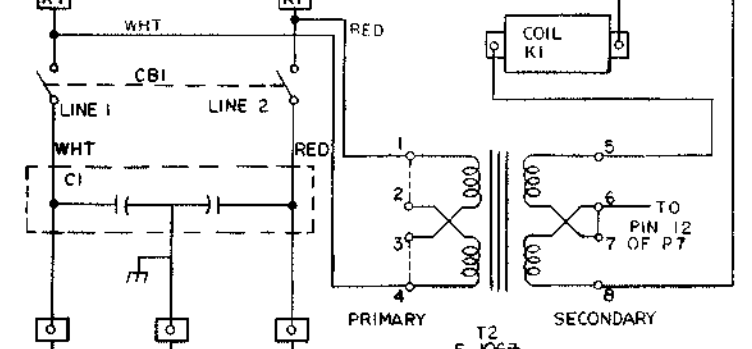 WHT
RED
COIL
K1
CB1
LINE 1
LINE 2
WHT
RED
C1
1
2
3
4
5
6
7
8
TO
PIN 12
OF P7
PRIMARY
SECONDARY
T2